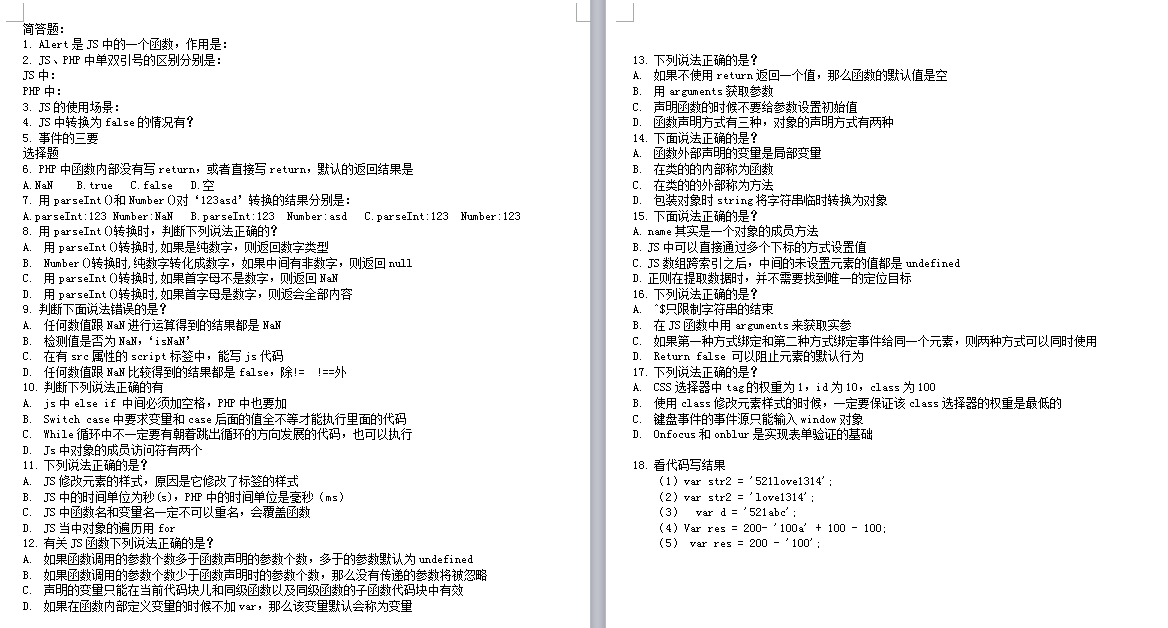 简答题：
1. Alert 是 JS 中的一个函数，作用是：
2. JS、PHP 中单双引号的区别分别是：
JS 中：
PHP 中：
3. JS 的使用场景：
4. JS 中转换为 false 的情况有？
5. 事件的三要
选择题
6. PHP 中函数内部没有写 return，或者直接写 return，默认的返回结果是
A.NaN B.true C.false D.空
7. 用 parseInt()和 Number()对‘123asd’转换的结果分别是：
A.parseInt:123 Number:NaN B.parseInt:123 Number:asd C.parseInt:123 Number:123
8. 用 parseInt()转换时，判断下列说法正确的？
A. 用 parseInt()转换时,如果是纯数字，则返回数字类型
B. Number()转换时,纯数字转化成数字，如果中间有非数字，则返回 null
C. 用 parseInt()转换时,如果首字母不是数字，则返回 NaN
D. 用 parseInt()转换时,如果首字母是数字，则返会全部内容
9. 判断下面说法错误的是？
A. 任何数值跟 NaN 进行运算得到的结果都是 NaN
B. 检测值是否为 NaN，‘isNaN’
C. 在有 src 属性的 script 标签中，能写 js 代码
D. 任何数值跟 NaN 比较得到的结果都是 false，除!= !==外
10. 判断下列说法正确的有
A. js 中 else if 中间必须加空格，PHP 中也要加
B. Switch case 中要求变量和 case 后面的值全不等才能执行里面的代码
C. While 循环中不一定要有朝着跳出循环的方向发展的代码，也可以执行
D. Js 中对象的成员访问符有两个
11. 下列说法正确的是？
A. JS 修改元素的样式，原因是它修改了标签的样式
B. JS 中的时间单位为秒(s)，PHP 中的时间单位是毫秒（ms）
C. JS 中函数名和变量名一定不可以重名，会覆盖函数
D. JS 当中对象的遍历用 for
12. 有关 JS 函数下列说法正确的是？
A. 如果函数调用的参数个数多于函数声明的参数个数，多于的参数默认为 undefined
B. 如果函数调用的参数个数少于函数声明时的参数个数，那么没有传递的参数将被忽略
C. 声明的变量只能在当前代码块儿和同级函数以及同级函数的子函数代码块中有效
D. 如果在函数内部定义变量的时候不加 var，那么该变量默认会称为变量
13. 下列说法正确的是？
A. 如果不使用 return 返回一个值，那么函数的默认值是空
B. 用 arguments 获取参数
C. 声明函数的时候不要给参数设置初始值
D. 函数声明方式有三种，对象的声明方式有两种
14. 下面说法正确的是？
A. 函数外部声明的变量是局部变量
B. 在类的的内部称为函数
C. 在类的的外部称为方法
D. 包装对象时 string 将字符串临时转换为对象
15. 下面说法正确的是？
A. name 其实是一个对象的成员方法
B. JS 中可以直接通过多个下标的方式设置值
C. JS 数组跨索引之后，中间的未设置元素的值都是 undefined
D. 正则在提取数据时，并不需要找到唯一的定位目标
16. 下列说法正确的是？
A. ^$只限制字符串的结束
B. 在 JS 函数中用 arguments 来获取实参
C. 如果第一种方式绑定和第二种方式绑定事件给同一个元素，则两种方式可以同时使用
D. Return false 可以阻止元素的默认行为
17. 下列说法正确的是？
A. CSS 选择器中 tag 的权重为 1，id 为 10，class 为 100
B. 使用 class 修改元素样式的时候，一定要保证该 class 选择器的权重是最低的
C. 键盘事件的事件源只能输入 window 对象
D. Onfocus 和 onblur 是实现表单验证的基础
18. 看代码写结果
（1）var str2 = '521love1314';
（2）var str2 = 'love1314';
（3） var d = '521abc';
（4）Var res = 200- '100a' + 100 - 100;
（5） var res = 200 - '100';